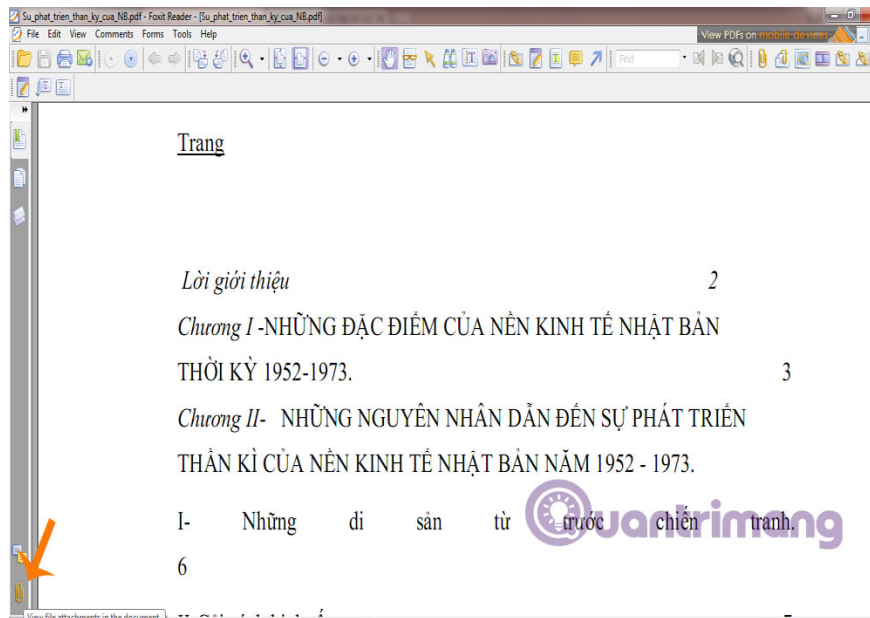 Su_phat_trien_than_ky_cua_NB.pdf - Foxit Reader - [Su_phat_trien_than_ky_cua_NB.pdf]
File Edit View Comments Forms Tools Help
View PDFs on mobile devices
Find
Trang
Lời giới thiệu 2
Chương I -NHỮNG ĐẶC ĐIỂM CỦA NỀN KINH TẾ NHẬT BẢN
THỜI KỲ 1952-1973. 3
Chương II- NHỮNG NGUYÊN NHÂN DẪN ĐẾN SỰ PHÁT TRIỂN
THẦN KÌ CỦA NỀN KINH TẾ NHẬT BẢN NĂM 1952 - 1973.
I- Những di sản từ trước chiến tranh.
6
Quantrimang
View file attachments in the document